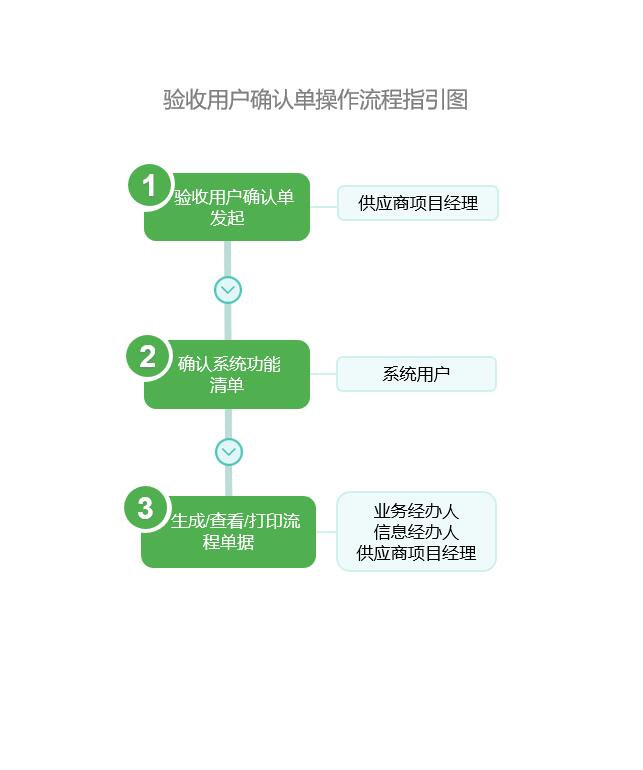 验收用户确认单操作流程指引图
1
验收用户确认单
发起
供应商项目经理
2
确认系统功能
清单
系统用户
3
生成/查看/打印流
程单据
业务经办人
信息经办人
供应商项目经理